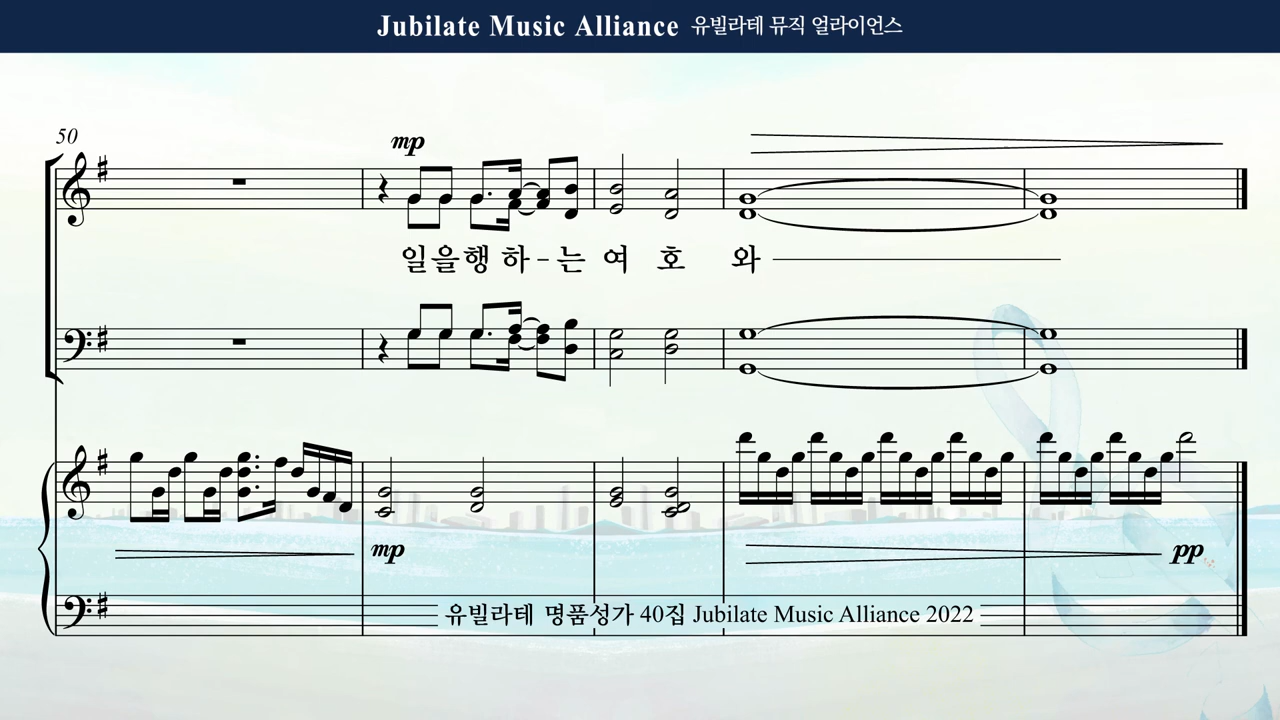 Jubilate Music Alliance 유빌라테 뮤직 얼라이언스
50
mp
일을행 하-는 여 호 와
mp
pp
유빌라테 명품성가 40집 Jubilate Music Alliance 2022